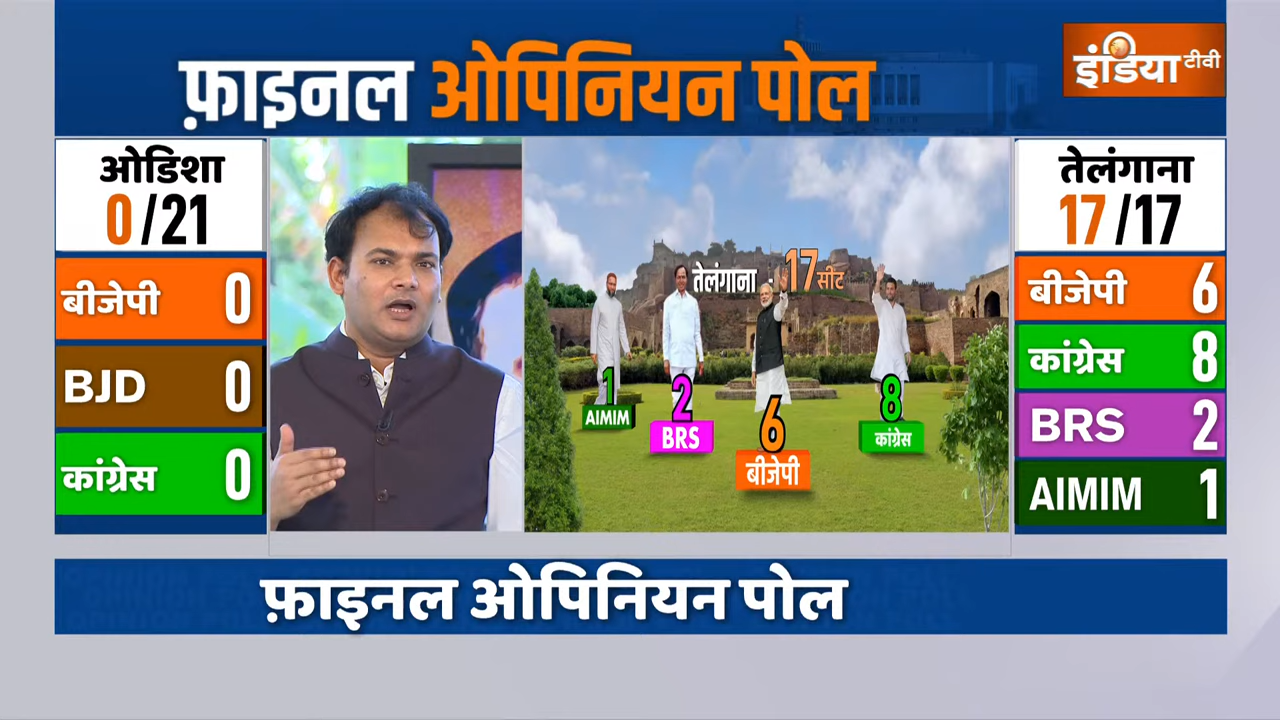 फ़ाइनल ओपिनियन पोल
इंडिया टीवी
ओडिशा
0/21
बीजेपी 0
BJD 0
कांग्रेस 0
तेलंगाना - 17 सीट
1
AIMIM
2
BRS
6
बीजेपी
8
कांग्रेस
तेलंगाना
17/17
बीजेपी 6
कांग्रेस 8
BRS 2
AIMIM 1
फ़ाइनल ओपिनियन पोल